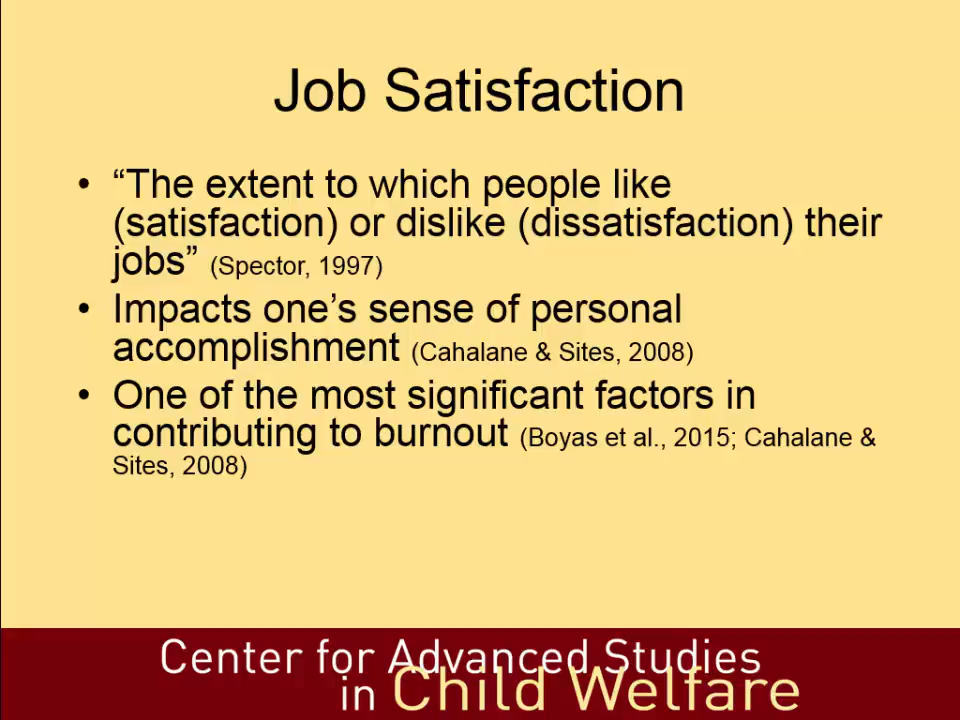 Job Satisfaction
• “The extent to which people like
(satisfaction) or dislike (dissatisfaction) their
jobs” (Spector, 1997)
• Impacts one’s sense of personal
accomplishment (Cahalane & Sites, 2008)
• One of the most significant factors in
contributing to burnout (Boyas et al., 2015; Cahalane &
Sites, 2008)
Center for Advanced Studies
in Child Welfare